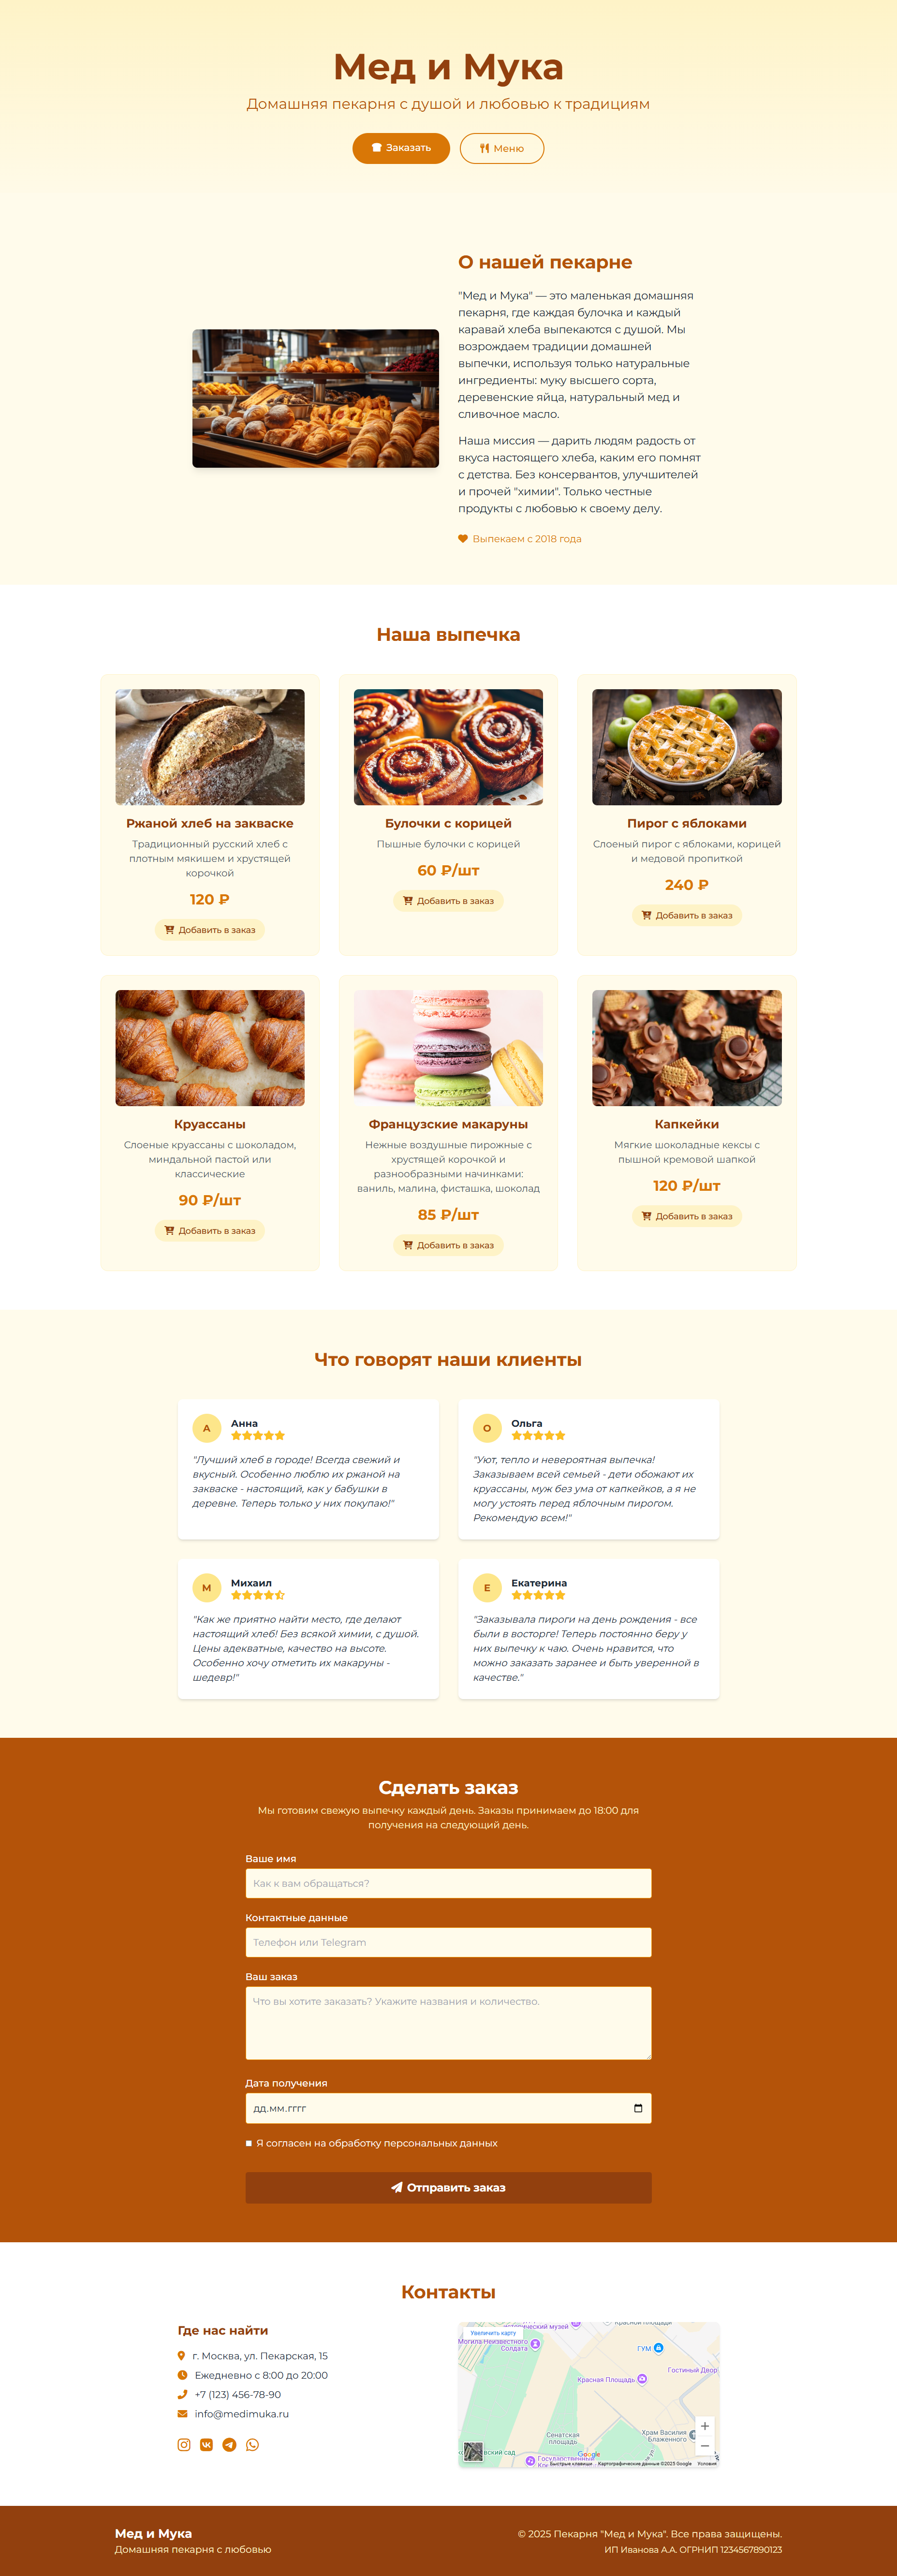 Мед и Мука
Домашняя пекарня с душой и любовью к традициям
Заказать
Меню
О нашей пекарне
"Мед и Мука" — это маленькая домашняя
пекарня, где каждая булочка и каждый
каравай хлеба выпекаются с душой. Мы
возрождаем традиции домашней
выпечки, используя только натуральные
ингредиенты: муку высшего сорта,
деревенские яйца, натуральный мед и
сливочное масло.
Наша миссия — дарить людям радость от
вкуса настоящего хлеба, каким его помнят
с детства. Без консервантов, улучшителей
и прочей "химии". Только честные
продукты с любовью к своему делу.
Выпекаем с 2018 года
Наша выпечка
Ржаной хлеб на закваске
Традиционный русский хлеб с
плотным мякишем и хрустящей
корочкой
120 ₽
Добавить в заказ
Булочки с корицей
Пышные булочки с корицей
60 ₽/шт
Добавить в заказ
Пирог с яблоками
Слоеный пирог с яблоками, корицей
и медовой пропиткой
240 ₽
Добавить в заказ
Круассаны
Слоеные круассаны с шоколадом,
миндальной пастой или
классические
90 ₽/шт
Добавить в заказ
Французские макаруны
Нежные воздушные пирожные с
хрустящей корочкой и
разнообразными начинками:
ваниль, малина, фисташка, шоколад
85 ₽/шт
Добавить в заказ
Капкейки
Мягкие шоколадные кексы с
пышной кремовой шапкой
120 ₽/шт
Добавить в заказ
Что говорят наши клиенты
А
Анна
"Лучший хлеб в городе! Всегда свежий и
вкусный. Особенно люблю их ржаной на
закваске - настоящий, как у бабушки в
деревне. Теперь только у них покупаю!"
О
Ольга
"Уют, тепло и невероятная выпечка!
Заказываем всей семьей - дети обожают их
круассаны, муж без ума от капкейков, а я не
могу устоять перед яблочным пирогом.
Рекомендую всем!"
М
Михаил
"Как же приятно найти место, где делают
настоящий хлеб! Без всякой химии, с душой.
Цены адекватные, качество на высоте.
Особенно хочу отметить их макаруны -
шедевр!"
Е
Екатерина
"Заказывала пироги на день рождения - все
были в восторге! Теперь постоянно беру у
них выпечку к чаю. Очень нравится, что
можно заказать заранее и быть уверенной в
качестве."
Сделать заказ
Мы готовим свежую выпечку каждый день. Заказы принимаем до 18:00 для
получения на следующий день.
Ваше имя
Как к вам обращаться?
Контактные данные
Телефон или Telegram
Ваш заказ
Что вы хотите заказать? Укажите названия и количество.
Дата получения
дд.мм.гггг
Я согласен на обработку персональных данных
Отправить заказ
Контакты
Где нас найти
г. Москва, ул. Пекарская, 15
Ежедневно с 8:00 до 20:00
+7 (123) 456-78-90
info@medimuka.ru
Увеличить карту
Могила Неизвестного
Солдата
ГУМ
Красная Площадь
Гостиный Двор
Сенатская
площадь
Храм Василия
Блаженного
Google
Быстрые клавиши
Картографические данные ©2025 Google
Условия
Мед и Мука
Домашняя пекарня с любовью
© 2025 Пекарня "Мед и Мука". Все права защищены.
ИП Иванова А.А. ОГРНИП 1234567890123